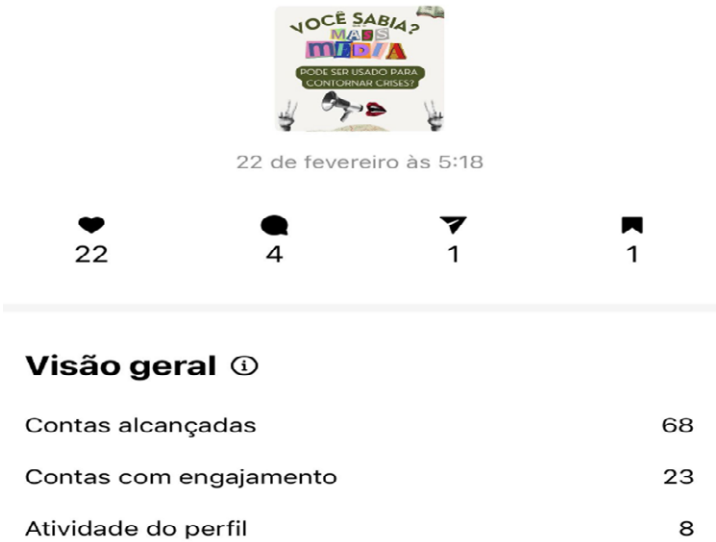 VOCÊ SABIA?
MAIS
MÍDIA
PODE SER USADO PARA
CONTORNAR CRISES?
22 de fevereiro às 5:18
22 4 1 1
Visão geral
Contas alcançadas 68
Contas com engajamento 23
Atividade do perfil 8